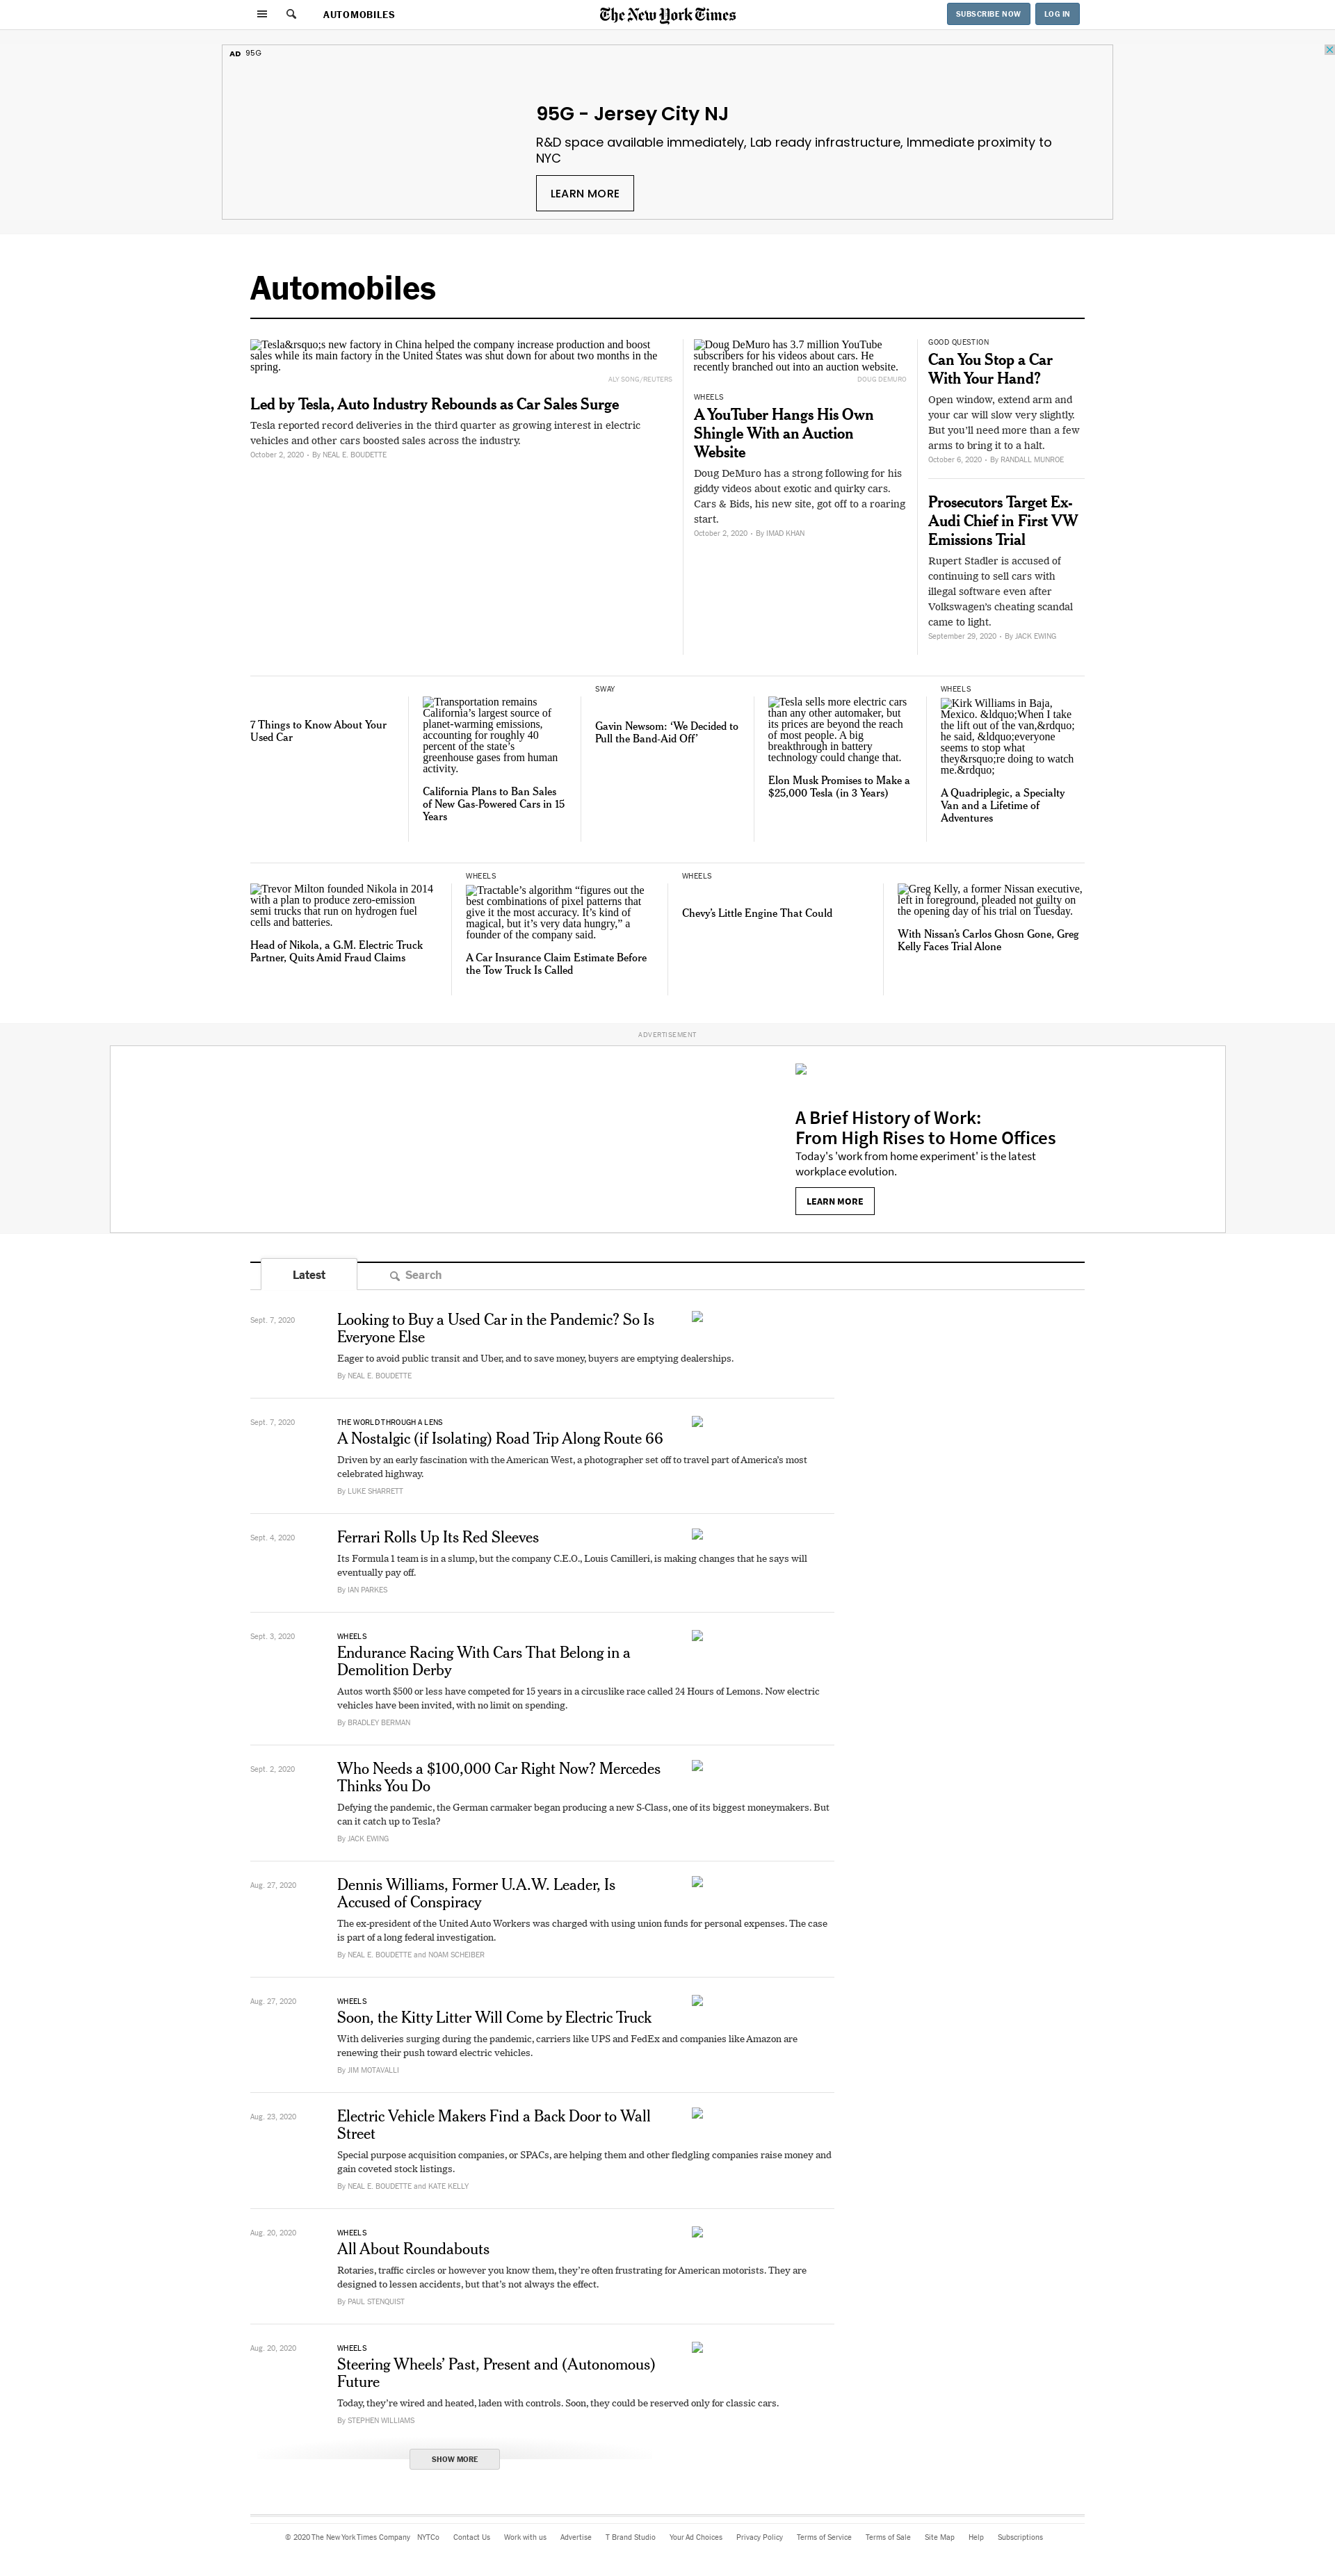 AUTOMOBILES
The New York Times
SUBSCRIBE NOW
LOG IN
AD 95G
95G - Jersey City NJ
R&D space available immediately, Lab ready infrastructure, Immediate proximity to
NYC
LEARN MORE
Automobiles
Tesla&rsquo;s new factory in China helped the company increase production and boost
sales while its main factory in the United States was shut down for about two months in the
spring.
ALY SONG/REUTERS
Led by Tesla, Auto Industry Rebounds as Car Sales Surge
Tesla reported record deliveries in the third quarter as growing interest in electric
vehicles and other cars boosted sales across the industry.
October 2, 2020 • By NEAL E. BOUDETTE
Doug DeMuro has 3.7 million YouTube
subscribers for his videos about cars. He
recently branched out into an auction website.
DOUG DEMURO
WHEELS
A YouTuber Hangs His Own
Shingle With an Auction
Website
Doug DeMuro has a strong following for his
giddy videos about exotic and quirky cars.
Cars & Bids, his new site, got off to a roaring
start.
October 2, 2020 • By IMAD KHAN
GOOD QUESTION
Can You Stop a Car
With Your Hand?
Open window, extend arm and
your car will slow very slightly.
But you'll need more than a few
arms to bring it to a halt.
October 6, 2020 • By RANDALL MUNROE
Prosecutors Target Ex-
Audi Chief in First VW
Emissions Trial
Rupert Stadler is accused of
continuing to sell cars with
illegal software even after
Volkswagen's cheating scandal
came to light.
September 29, 2020 • By JACK EWING
7 Things to Know About Your
Used Car
Transportation remains
California's largest source of
planet-warming emissions,
accounting for roughly 40
percent of the state's
greenhouse gases from human
activity.
California Plans to Ban Sales
of New Gas-Powered Cars in 15
Years
SWAY
Gavin Newsom: 'We Decided to
Pull the Band-Aid Off'
Tesla sells more electric cars
than any other automaker, but
its prices are beyond the reach
of most people. A big
breakthrough in battery
technology could change that.
Elon Musk Promises to Make a
$25,000 Tesla (in 3 Years)
WHEELS
Kirk Williams in Baja,
Mexico. &ldquo;When I take
the lift out of the van,&rdquo;
he said, &ldquo;everyone
seems to stop what
they&rsquo;re doing to watch
me.&rdquo;
A Quadriplegic, a Specialty
Van and a Lifetime of
Adventures
Trevor Milton founded Nikola in 2014
with a plan to produce zero-emission
semi trucks that run on hydrogen fuel
cells and batteries.
Head of Nikola, a G.M. Electric Truck
Partner, Quits Amid Fraud Claims
WHEELS
Tractable's algorithm "figures out the
best combinations of pixel patterns that
give it the most accuracy. It's kind of
magical, but it's very data hungry," a
founder of the company said.
A Car Insurance Claim Estimate Before
the Tow Truck Is Called
WHEELS
Chevy's Little Engine That Could
Greg Kelly, a former Nissan executive,
left in foreground, pleaded not guilty on
the opening day of his trial on Tuesday.
With Nissan's Carlos Ghosn Gone, Greg
Kelly Faces Trial Alone
ADVERTISEMENT
A Brief History of Work:
From High Rises to Home Offices
Today's 'work from home experiment' is the latest
workplace evolution.
LEARN MORE
Latest
Search
Sept. 7, 2020
Looking to Buy a Used Car in the Pandemic? So Is
Everyone Else
Eager to avoid public transit and Uber, and to save money, buyers are emptying dealerships.
By NEAL E. BOUDETTE
Sept. 7, 2020
THE WORLD THROUGH A LENS
A Nostalgic (if Isolating) Road Trip Along Route 66
Driven by an early fascination with the American West, a photographer set off to travel part of America's most
celebrated highway.
By LUKE SHARRETT
Sept. 4, 2020
Ferrari Rolls Up Its Red Sleeves
Its Formula 1 team is in a slump, but the company C.E.O., Louis Camilleri, is making changes that he says will
eventually pay off.
By IAN PARKES
Sept. 3, 2020
WHEELS
Endurance Racing With Cars That Belong in a
Demolition Derby
Autos worth $500 or less have competed for 15 years in a circuslike race called 24 Hours of Lemons. Now electric
vehicles have been invited, with no limit on spending.
By BRADLEY BERMAN
Sept. 2, 2020
Who Needs a $100,000 Car Right Now? Mercedes
Thinks You Do
Defying the pandemic, the German carmaker began producing a new S-Class, one of its biggest moneymakers. But
can it catch up to Tesla?
By JACK EWING
Aug. 27, 2020
Dennis Williams, Former U.A.W. Leader, Is
Accused of Conspiracy
The ex-president of the United Auto Workers was charged with using union funds for personal expenses. The case
is part of a long federal investigation.
By NEAL E. BOUDETTE and NOAM SCHEIBER
Aug. 27, 2020
WHEELS
Soon, the Kitty Litter Will Come by Electric Truck
With deliveries surging during the pandemic, carriers like UPS and FedEx and companies like Amazon are
renewing their push toward electric vehicles.
By JIM MOTAVALLI
Aug. 23, 2020
Electric Vehicle Makers Find a Back Door to Wall
Street
Special purpose acquisition companies, or SPACs, are helping them and other fledgling companies raise money and
gain coveted stock listings.
By NEAL E. BOUDETTE and KATE KELLY
Aug. 20, 2020
WHEELS
All About Roundabouts
Rotaries, traffic circles or however you know them, they're often frustrating for American motorists. They are
designed to lessen accidents, but that's not always the effect.
By PAUL STENQUIST
Aug. 20, 2020
WHEELS
Steering Wheels' Past, Present and (Autonomous)
Future
Today, they're wired and heated, laden with controls. Soon, they could be reserved only for classic cars.
By STEPHEN WILLIAMS
SHOW MORE
© 2020 The New York Times Company NYTCo Contact Us Work with us Advertise T Brand Studio Your Ad Choices Privacy Policy Terms of Service Terms of Sale Site Map Help Subscriptions